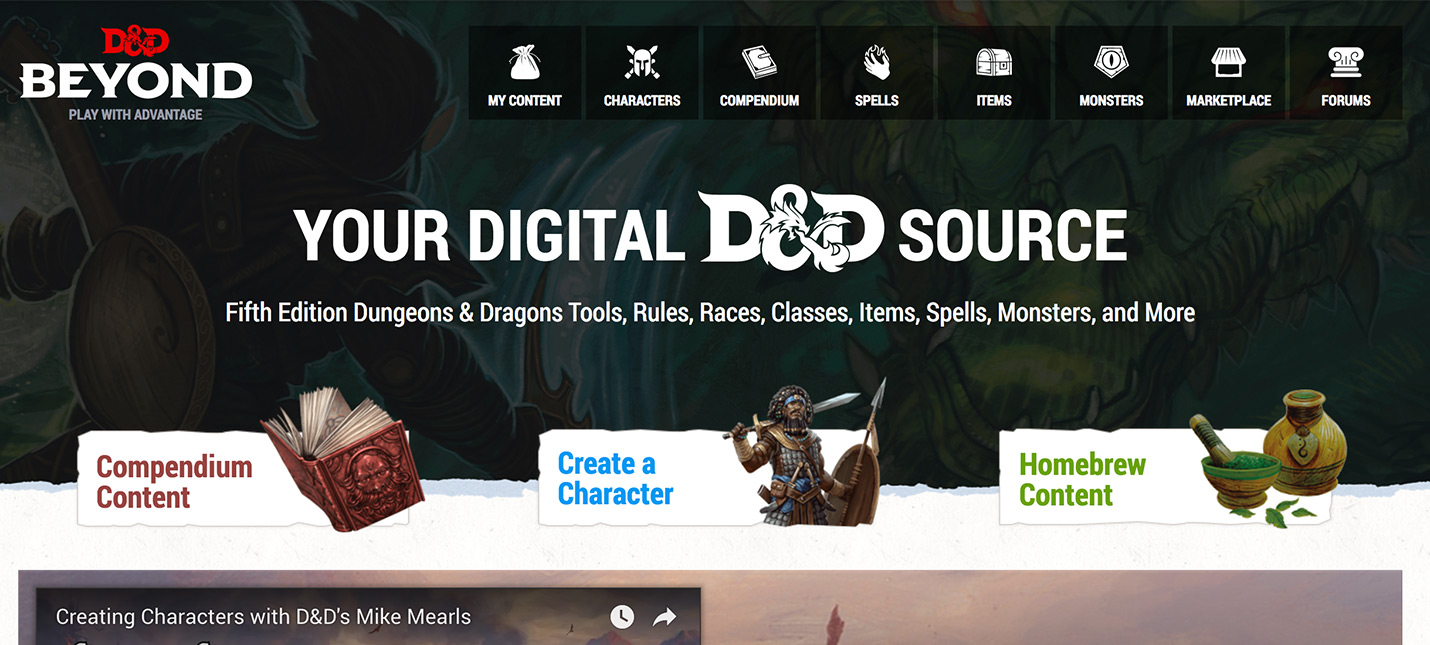 D&D
BEYOND
PLAY WITH ADVANTAGE
MY CONTENT
CHARACTERS
COMPENDIUM
SPELLS
ITEMS
MONSTERS
MARKETPLACE
FORUMS
YOUR DIGITAL D&D SOURCE
Fifth Edition Dungeons & Dragons Tools, Rules, Races, Classes, Items, Spells, Monsters, and More
Compendium
Content
Create a
Character
Homebrew
Content
Creating Characters with D&D's Mike Mearls